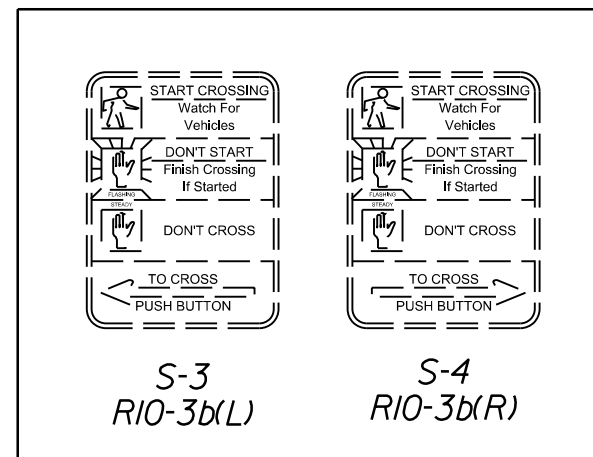 START CROSSING
Watch For
Vehicles
DON'T START
Finish Crossing
If Started
FLASHING
STEADY
DON'T CROSS
TO CROSS
PUSH BUTTON
S-3
R10-3b(L)
START CROSSING
Watch For
Vehicles
DON'T START
Finish Crossing
If Started
FLASHING
STEADY
DON'T CROSS
TO CROSS
PUSH BUTTON
S-4
R10-3b(R)